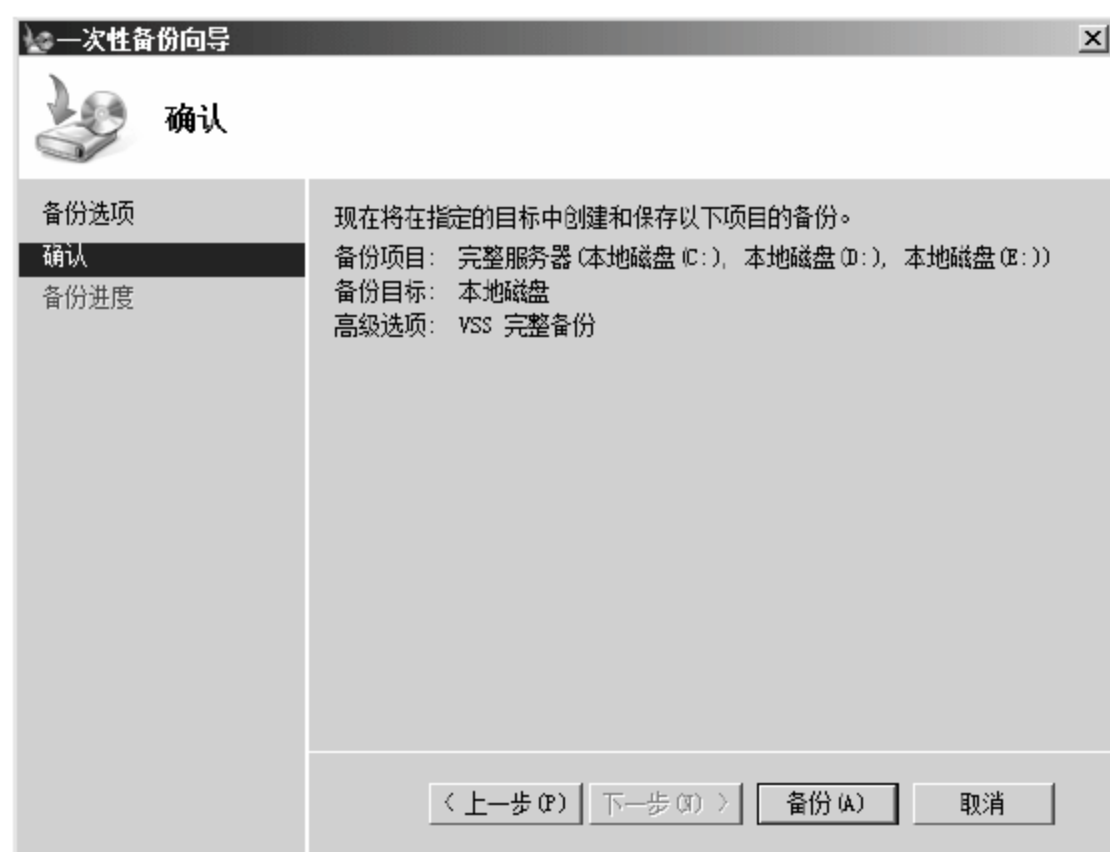 一次性备份向导
确认
备份选项
确认
备份进度
现在将在指定的目标中创建和保存以下项目的备份。
备份项目: 完整服务器(本地磁盘(C:), 本地磁盘(D:), 本地磁盘(E:))
备份目标: 本地磁盘
高级选项: VSS 完整备份
< 上一步(P) 下一步(N) > 备份(A) 取消